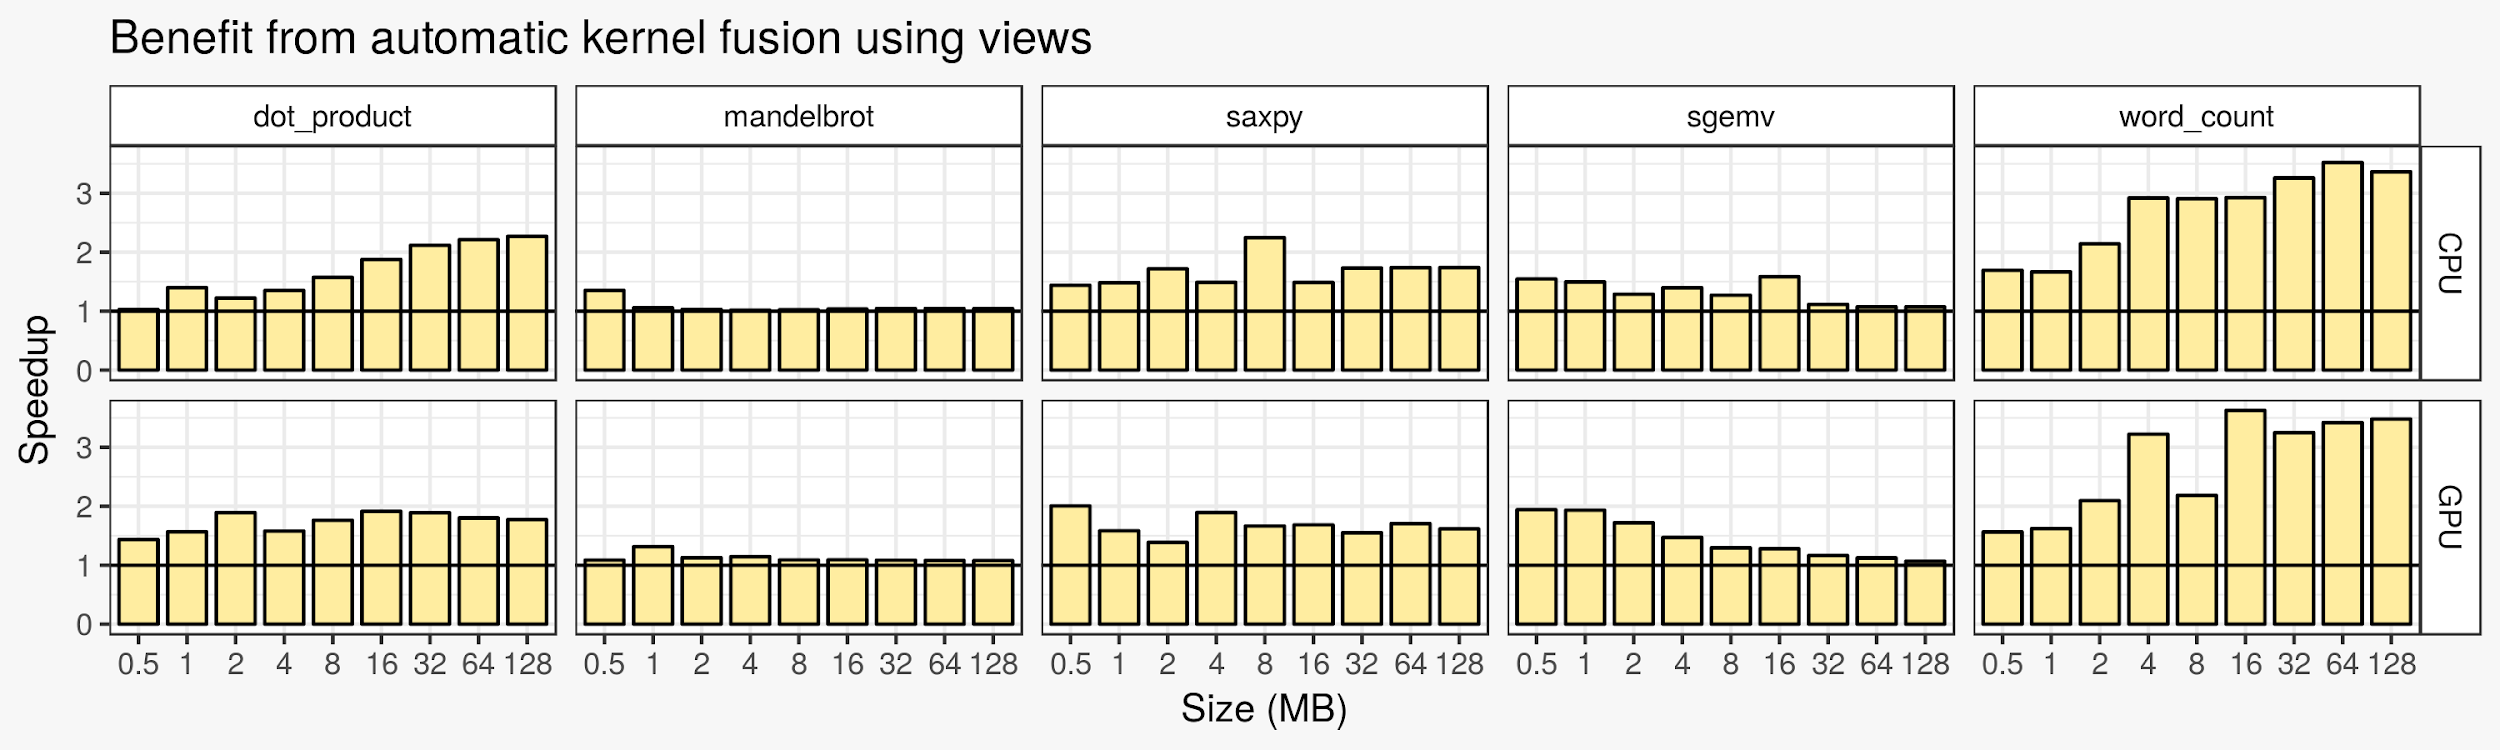 Benefit from automatic kernel fusion using views
dot_product mandelbrot saxpy sgemv word_count
3
2
1
0
CPU
3
2
1
0
GPU
Speedup
0.5 1 2 4 8 16 32 64 128 0.5 1 2 4 8 16 32 64 128 0.5 1 2 4 8 16 32 64 128 0.5 1 2 4 8 16 32 64 128 0.5 1 2 4 8 16 32 64 128
Size (MB)